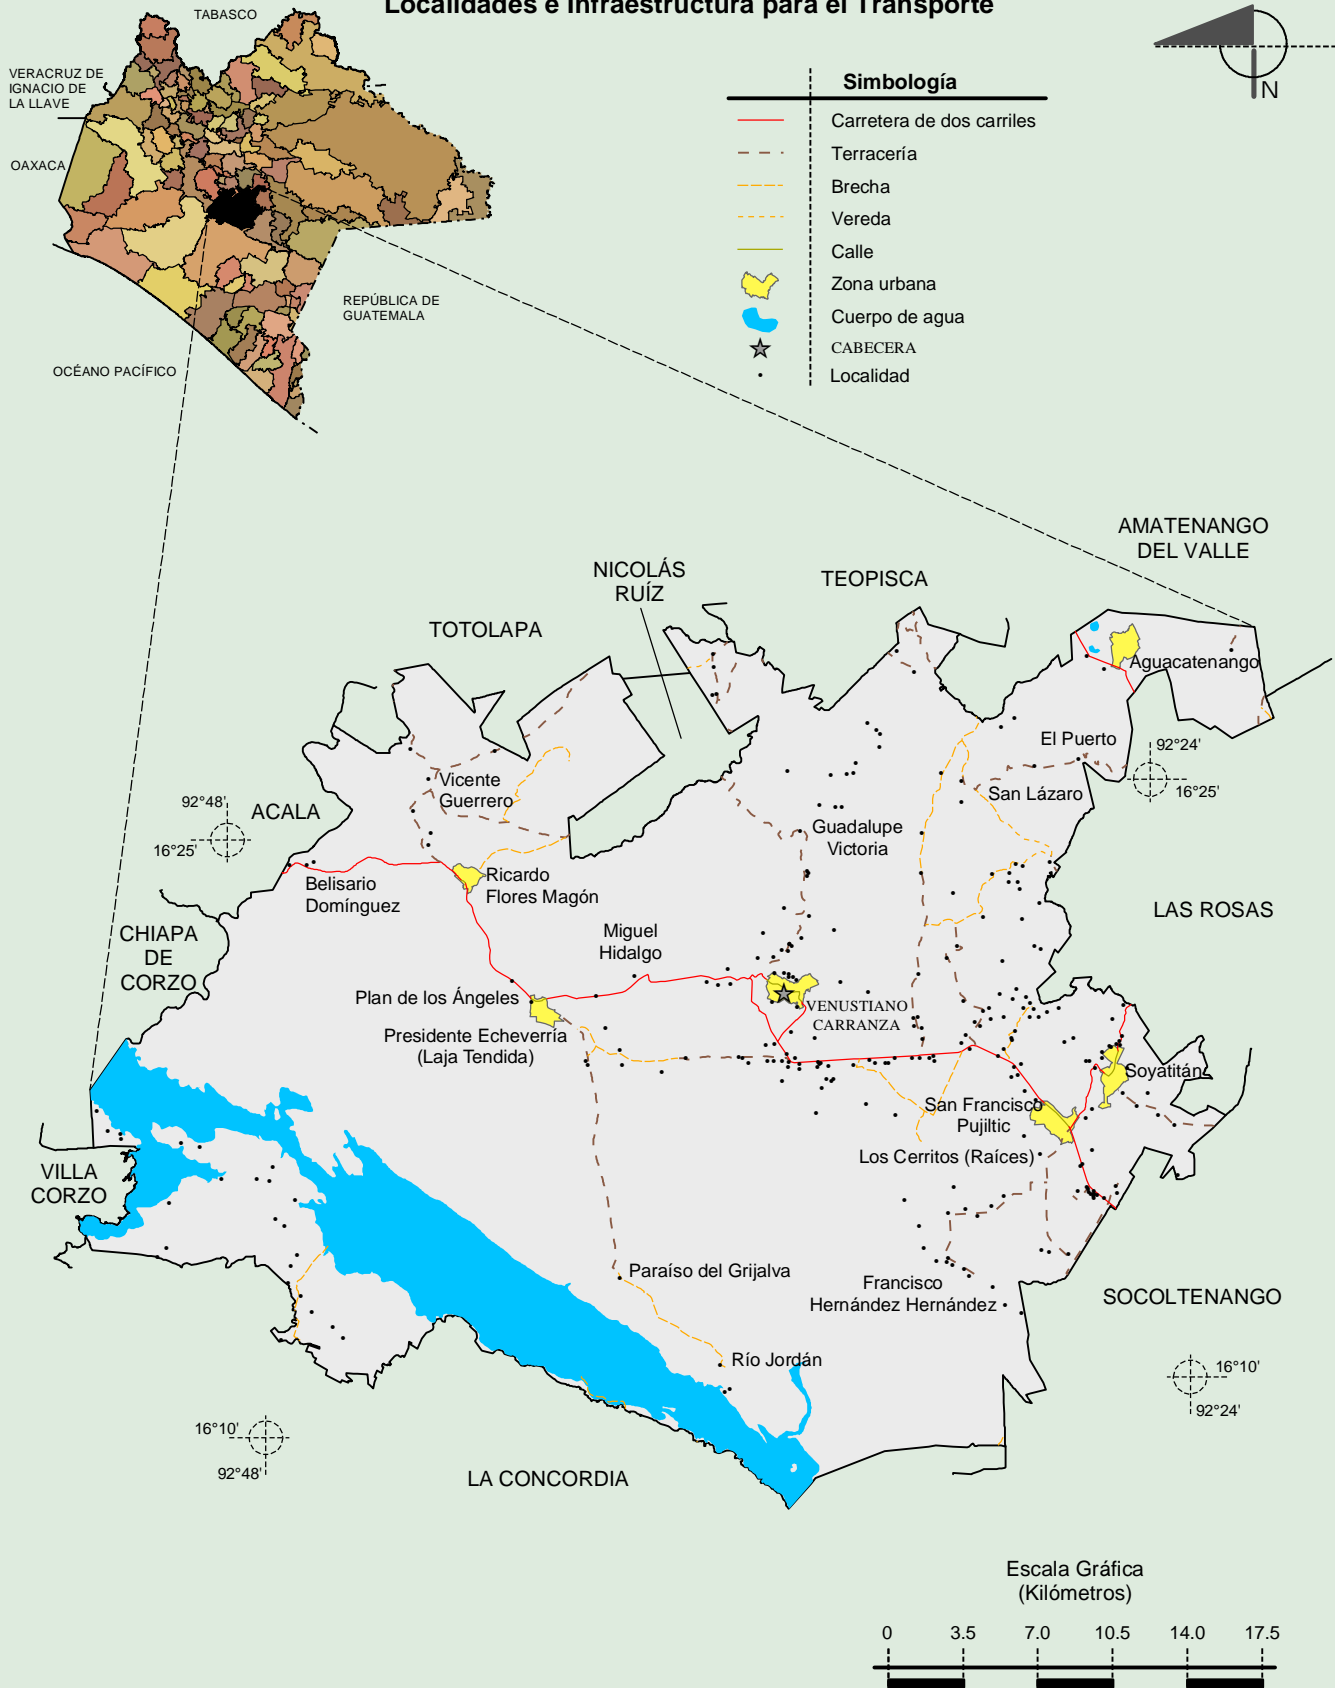 Localidades e Infraestructura para el Transporte
TABASCO
VERACRUZ DE
IGNACIO DE
LA LLAVE
OAXACA
REPÚBLICA DE
GUATEMALA
OCÉANO PACÍFICO
N
Simbología
Carretera de dos carriles
Terracería
Brecha
Vereda
Calle
Zona urbana
Cuerpo de agua
CABECERA
Localidad
AMATENANGO
DEL VALLE
NICOLÁS
RUÍZ
TEOPISCA
TOTOLAPA
Aguacatenango
El Puerto
92°24'
16°25'
Vicente
Guerrero
San Lázaro
92°48'
ACALA
16°25'
Guadalupe
Victoria
Belisario
Domínguez
Ricardo
Flores Magón
LAS ROSAS
CHIAPA
DE
CORZO
Miguel
Hidalgo
Plan de los Ángeles
VENUSTIANO
CARRANZA
Presidente Echeverría
(Laja Tendida)
Soyatitán
San Francisco
Pujiltic
Los Cerritos (Raíces)
VILLA
CORZO
Paraíso del Grijalva
Francisco
Hernández Hernández
SOCOLTENANGO
Río Jordán
16°10'
92°24'
16°10'
92°48'
LA CONCORDIA
Escala Gráfica
(Kilómetros)
0 3.5 7.0 10.5 14.0 17.5